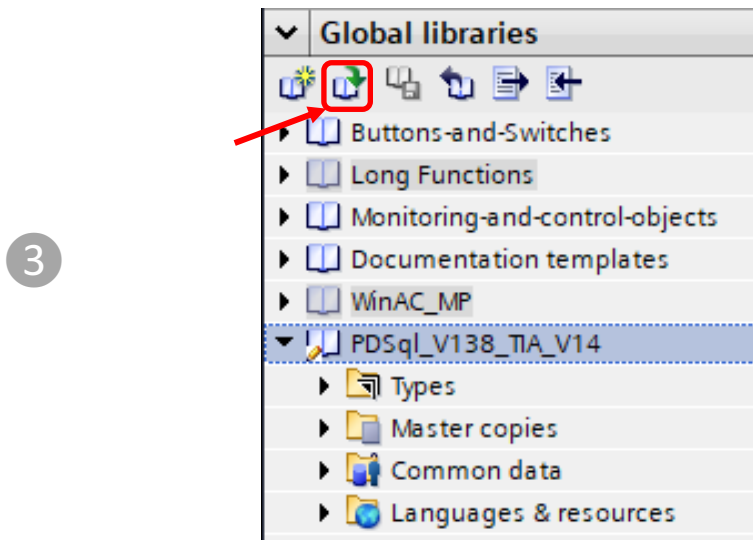 Global libraries
Buttons-and-Switches
Long Functions
Monitoring-and-control-objects
3
Documentation templates
WinAC_MP
PDSql_V138_TIA_V14
Types
Master copies
Common data
Languages & resources